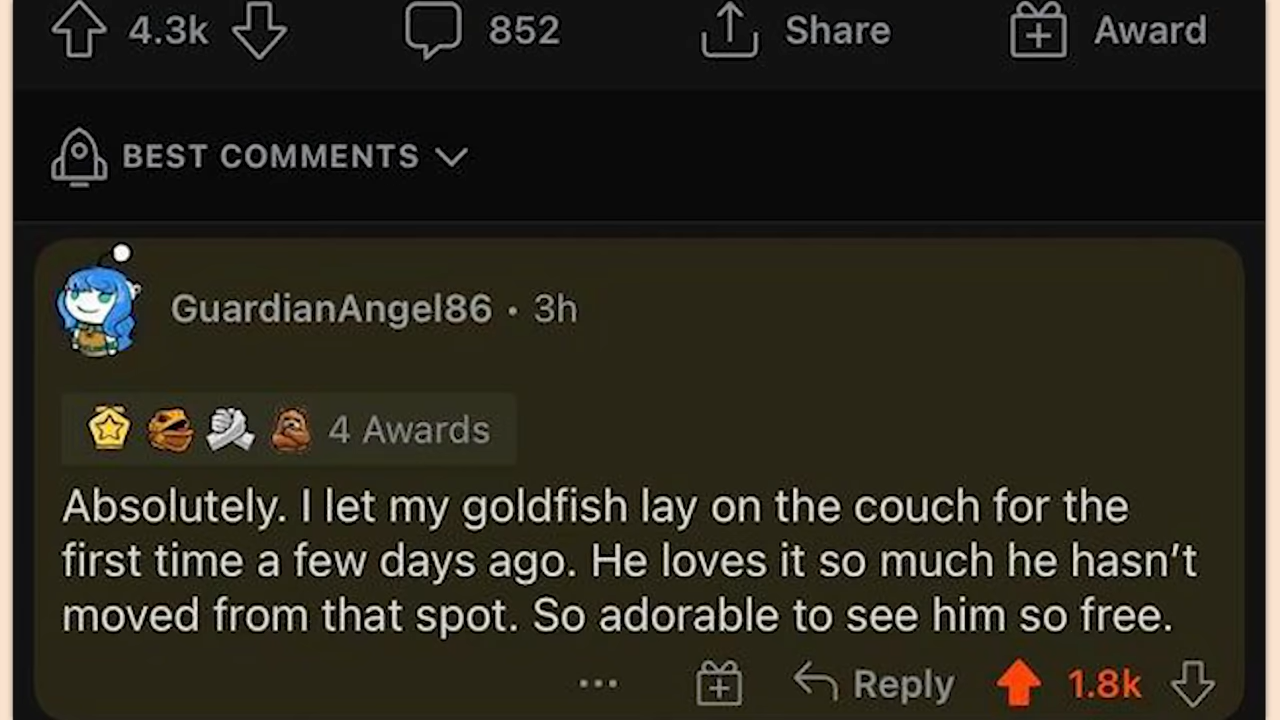 4.3k 852 Share Award
BEST COMMENTS
GuardianAngel86 · 3h
4 Awards
Absolutely. I let my goldfish lay on the couch for the
first time a few days ago. He loves it so much he hasn't
moved from that spot. So adorable to see him so free.
... Reply 1.8k